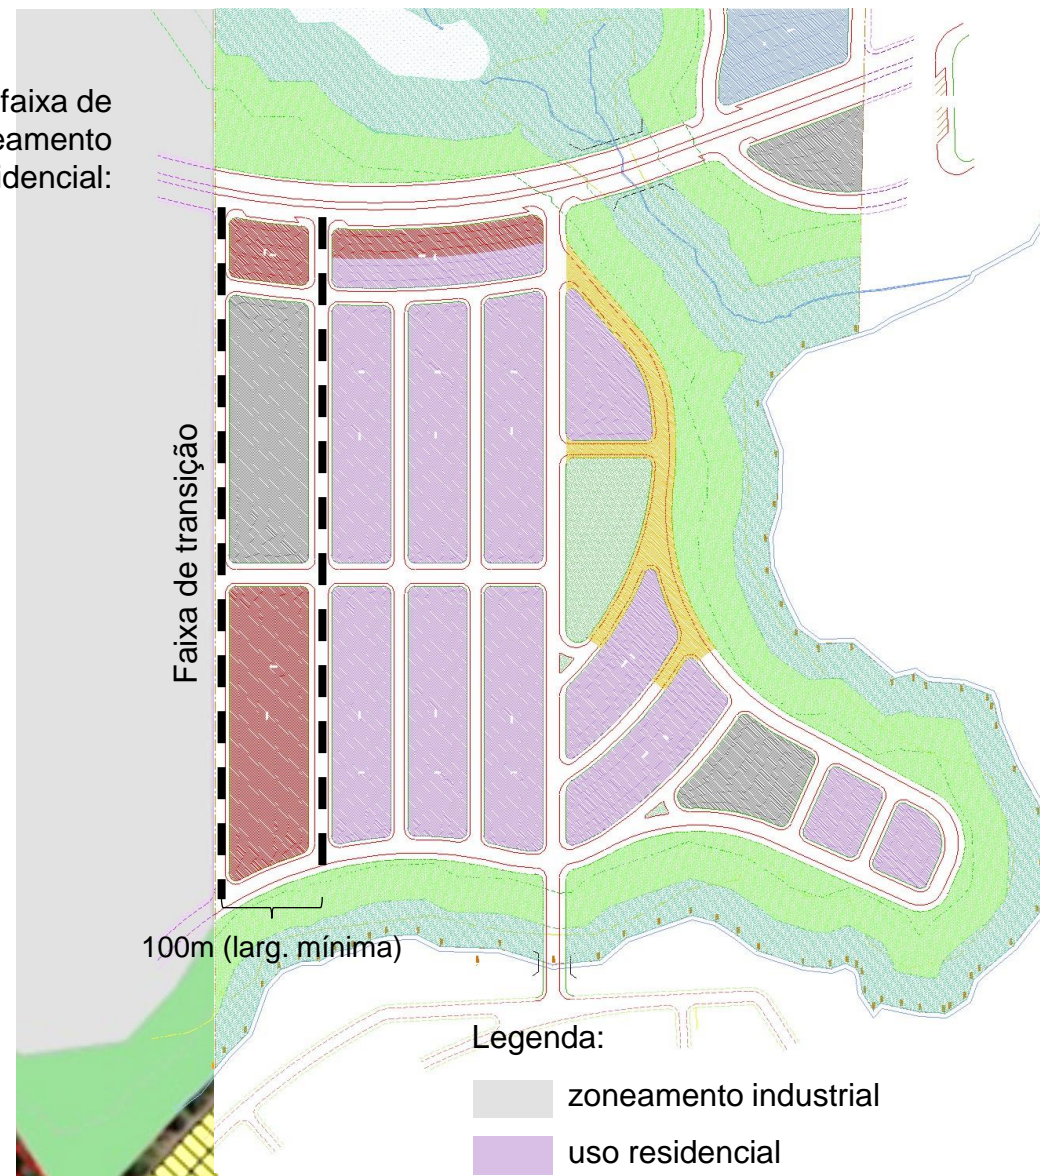 faixa de
eamento
idencial:
Faixa de transição
100m (larg. mínima)
Legenda:
zoneamento industrial
uso residencial